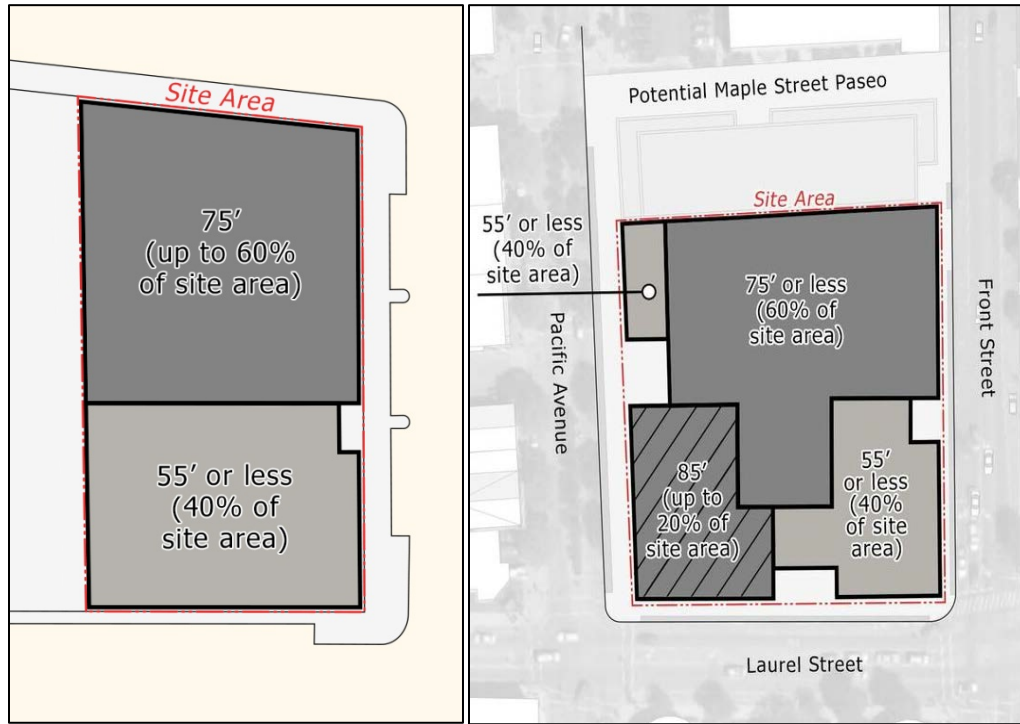 Site Area
75′
(up to 60%
of site area)
55′ or less
(40% of
site area)
Potential Maple Street Paseo
Site Area
55′ or less
(40% of
site area)
75′ or less
(60% of
site area)
Pacific Avenue
Front Street
85′
(up to
20% of
site area)
55′
or less
(40%
of site
area)
Laurel Street